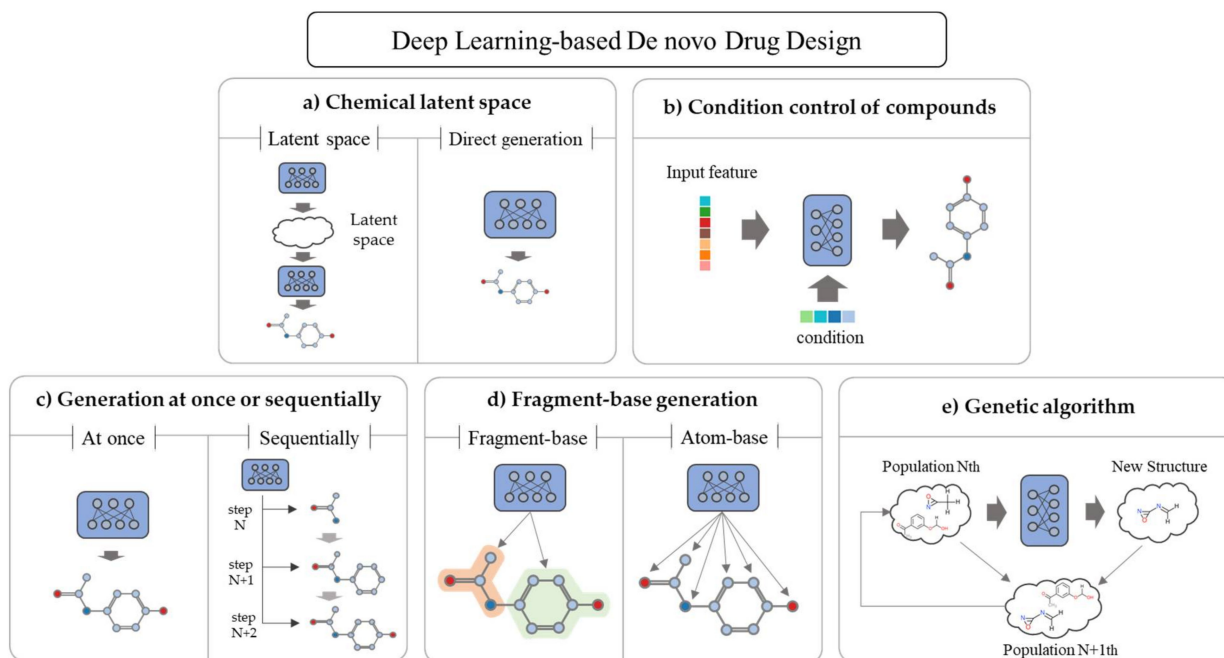 Deep Learning-based De novo Drug Design
a) Chemical latent space
Latent space
Direct generation
Latent
space
b) Condition control of compounds
Input feature
condition
c) Generation at once or sequentially
At once
Sequentially
step
N
step
N+1
step
N+2
d) Fragment-base generation
Fragment-base
Atom-base
e) Genetic algorithm
Population Nth
New Structure
Population N+1th